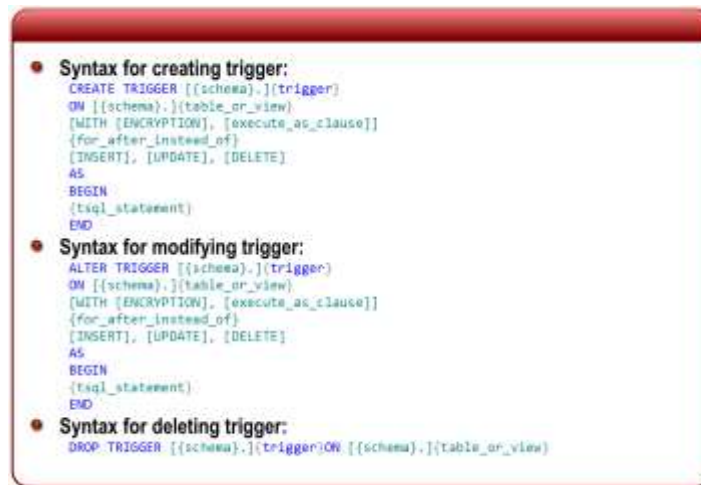 Syntax for creating trigger:
CREATE TRIGGER [{schema}.]{trigger}
ON [{schema}.]{table_or_view}
[WITH [ENCRYPTION], [execute_as_clause]]
{for_after_instead_of}
[INSERT], [UPDATE], [DELETE]
AS
BEGIN
{tsql_statement}
END
Syntax for modifying trigger:
ALTER TRIGGER [{schema}.]{trigger}
ON [{schema}.]{table_or_view}
[WITH [ENCRYPTION], [execute_as_clause]]
{for_after_instead_of}
[INSERT], [UPDATE], [DELETE]
AS
BEGIN
{tsql_statement}
END
Syntax for deleting trigger:
DROP TRIGGER [{schema}.]{trigger}ON [{schema}.]{table_or_view}